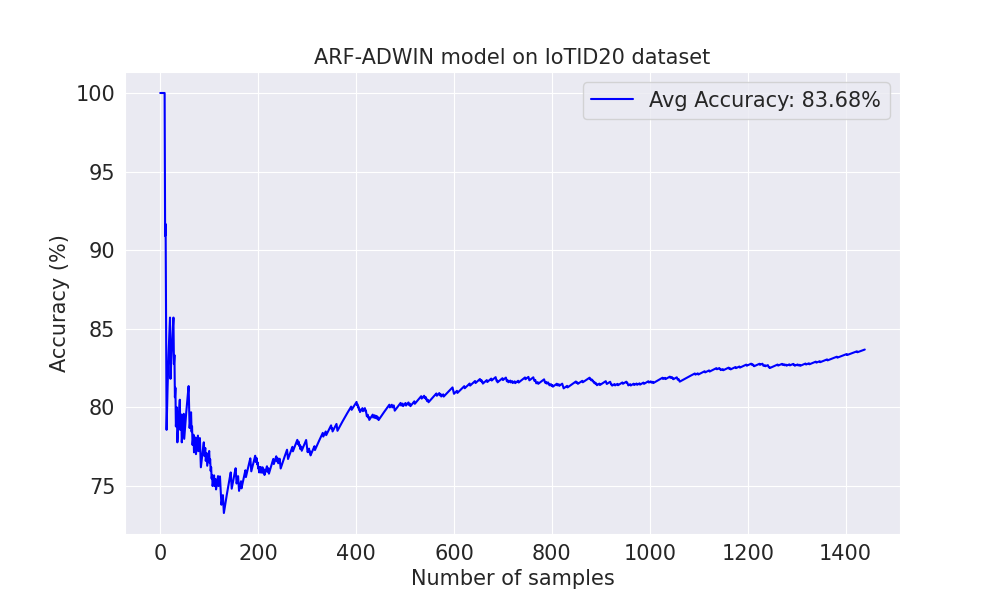 ARF-ADWIN model on IoTID20 dataset
Avg Accuracy: 83.68%
Accuracy (%)
100
95
90
85
80
75
0 200 400 600 800 1000 1200 1400
Number of samples